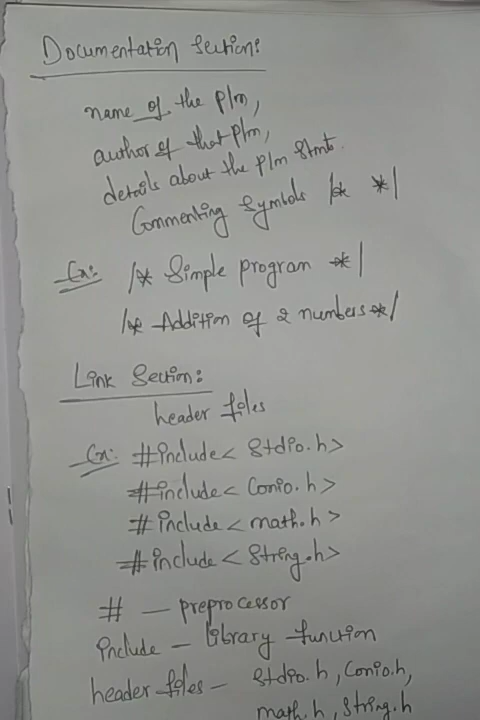 Documentation Section:
name of the p/m,
author of that p/m,
details about the p/m stmts.
Commenting Symbols /* */
Ex: /* Simple program */
/* Addition of 2 numbers */
Link Section:
header files
Ex: #include< Stdio.h>
#include< Conio.h>
#include < math.h>
#include < String.h>
# — preprocessor
include — library function
header files — Stdio.h, Conio.h,
math.h, String.h